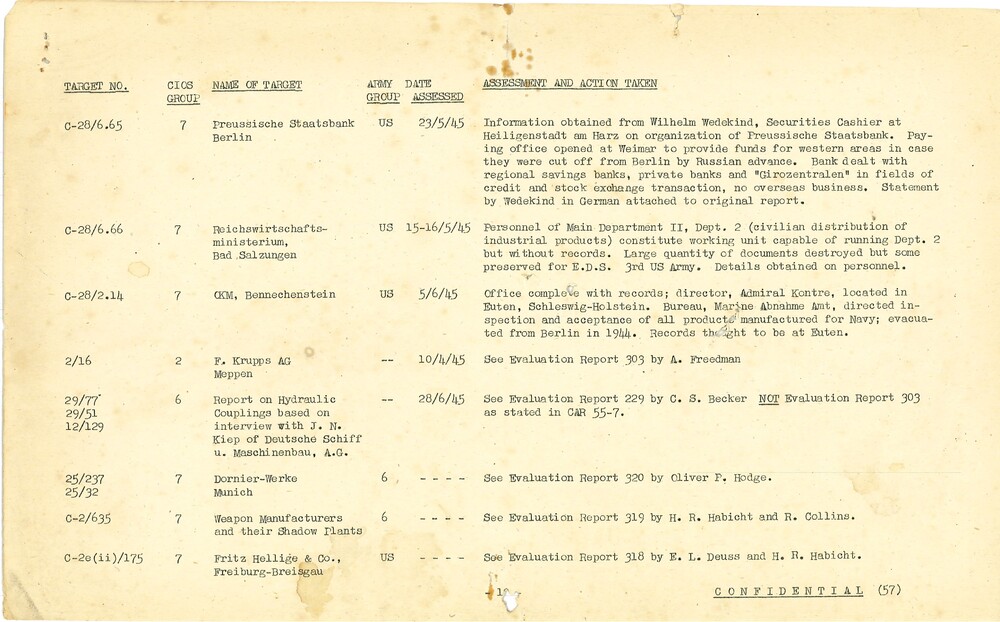 TARGET NO. CIOS NAME OF TARGET ARMY DATE ASSESSMENT AND ACTION TAKEN
GROUP GROUP ASSESSED
C-28/6.65 7 Preussische Staatsbank US 23/5/45 Information obtained from Wilhelm Wedekind, Securities Cashier at
Berlin Heiligenstadt am Harz on organization of Preussische Staatsbank. Pay-
ing office opened at Weimar to provide funds for western areas in case
they were cut off from Berlin by Russian advance. Bank dealt with
regional savings banks, private banks and "Girozentralen" in fields of
credit and stock exchange transaction, no overseas business. Statement
by Wedekind in German attached to original report.
C-28/6.66 7 Reichswirtschafts- US 15-16/5/45 Personnel of Main Department II, Dept. 2 (civilian distribution of
ministerium, industrial products) constitute working unit capable of running Dept. 2
Bad Salzungen but without records. Large quantity of documents destroyed but some
preserved for E.D.S. 3rd US Army. Details obtained on personnel.
C-28/2.14 7 CKM, Bennechenstein US 5/6/45 Office complete with records; director, Admiral Kontre, located in
Euten, Schleswig-Holstein. Bureau, Marine Abnahme Amt, directed in-
spection and acceptance of all products manufactured for Navy; evacua-
ted from Berlin in 1944. Records thought to be at Euten.
2/16 2 F. Krupps AG -- 10/4/45 See Evaluation Report 303 by A. Freedman
Meppen
29/77 6 Report on Hydraulic -- 28/6/45 See Evaluation Report 229 by C. S. Becker NOT Evaluation Report 303
29/51 Couplings based on as stated in CAR 55-7.
12/129 interview with J. N.
Kiep of Deutsche Schiff
u. Maschinenbau, A.G.
25/237 7 Dornier-Werke 6 - - - - See Evaluation Report 320 by Oliver F. Hodge.
25/32 Munich
C-2/635 7 Weapon Manufacturers 6 - - - - See Evaluation Report 319 by H. R. Habicht and R. Collins.
and their Shadow Plants
C-2e(ii)/175 7 Fritz Hellige & Co., US - - - - See Evaluation Report 318 by E. L. Deuss and H. R. Habicht.
Freiburg-Breisgau
CONFIDENTIAL (57)